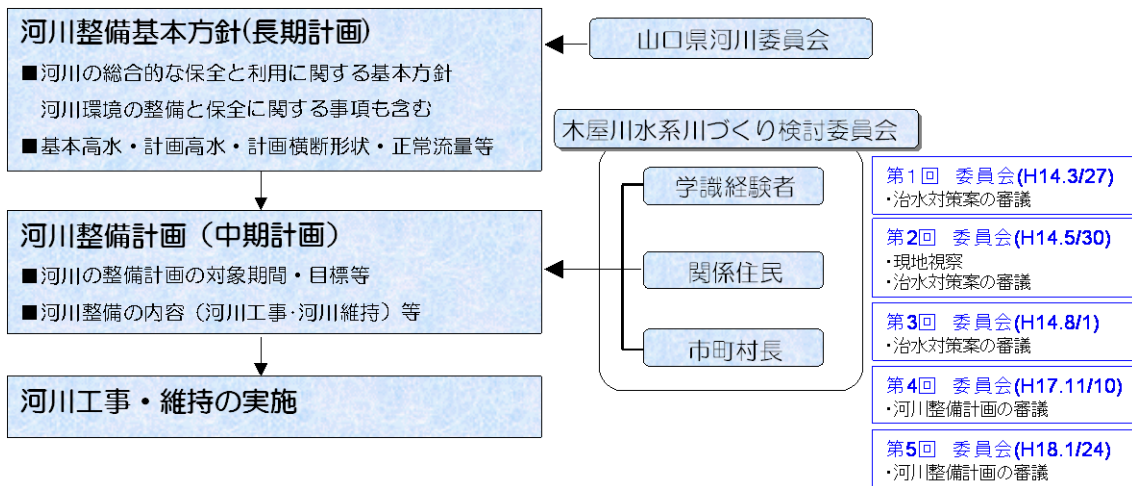 河川整備基本方針(長期計画)
■河川の総合的な保全と利用に関する基本方針
河川環境の整備と保全に関する事項も含む
■基本高水・計画高水・計画横断形状・正常流量等
山口県河川委員会
木屋川水系川づくり検討委員会
学識経験者
関係住民
市町村長
河川整備計画（中期計画）
■河川の整備計画の対象期間・目標等
■河川整備の内容（河川工事･河川維持）等
河川工事・維持の実施
第1回　委員会(H14.3/27)
･治水対策案の審議
第2回　委員会(H14.5/30)
･現地視察
･治水対策案の審議
第3回　委員会(H14.8/1)
･治水対策案の審議
第4回　委員会(H17.11/10)
･河川整備計画の審議
第5回　委員会(H18.1/24)
･河川整備計画の審議